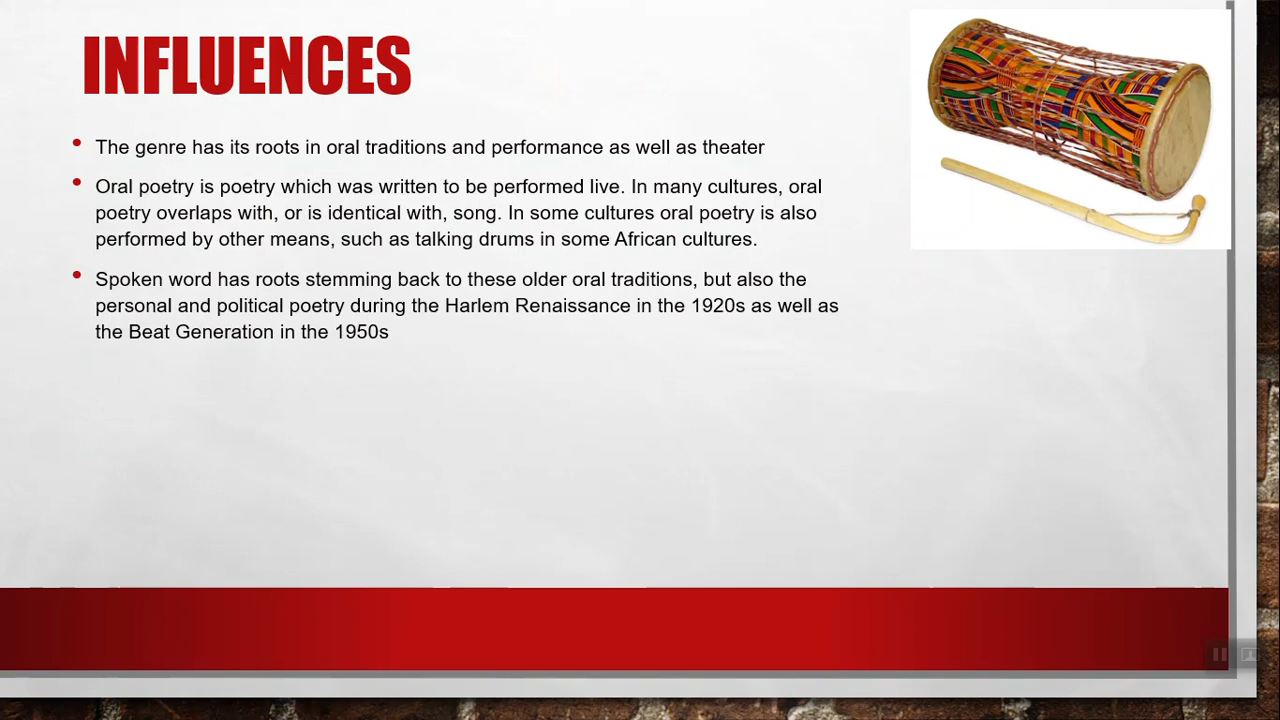 INFLUENCES
The genre has its roots in oral traditions and performance as well as theater
Oral poetry is poetry which was written to be performed live. In many cultures, oral
poetry overlaps with, or is identical with, song. In some cultures oral poetry is also
performed by other means, such as talking drums in some African cultures.
Spoken word has roots stemming back to these older oral traditions, but also the
personal and political poetry during the Harlem Renaissance in the 1920s as well as
the Beat Generation in the 1950s